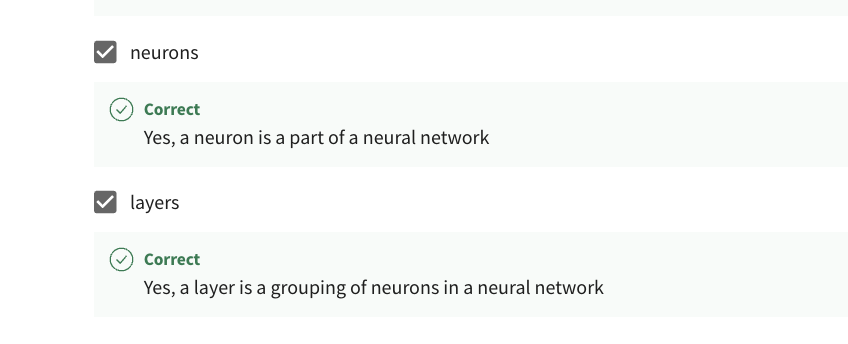 neurons
Correct
Yes, a neuron is a part of a neural network
layers
Correct
Yes, a layer is a grouping of neurons in a neural network